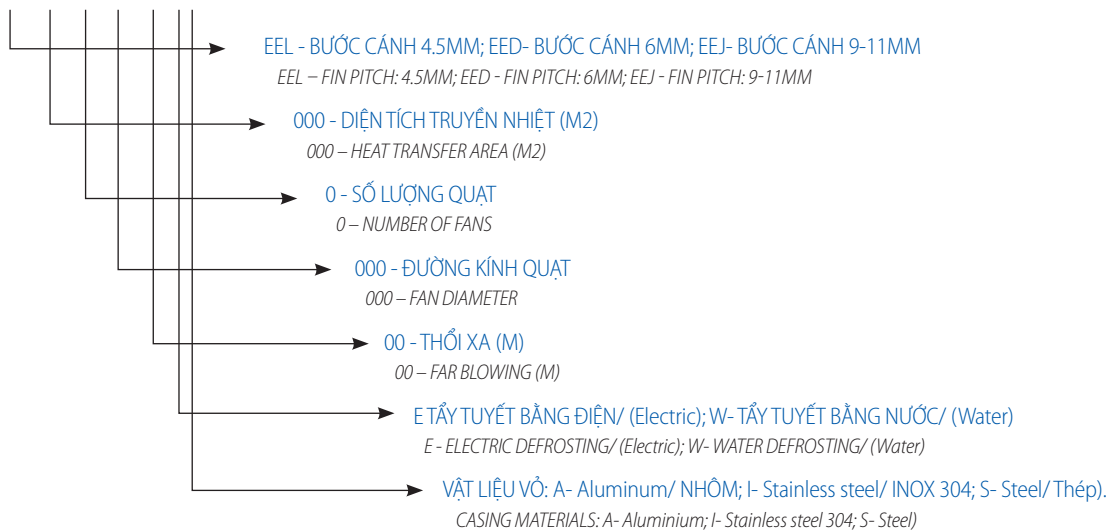 EEL - BƯỚC CÁNH 4.5MM; EED- BƯỚC CÁNH 6MM; EEJ- BƯỚC CÁNH 9-11MM
EEL – FIN PITCH: 4.5MM; EED - FIN PITCH: 6MM; EEJ - FIN PITCH: 9-11MM
000 - DIỆN TÍCH TRUYỀN NHIỆT (M2)
000 – HEAT TRANSFER AREA (M2)
0 - SỐ LƯỢNG QUẠT
0 – NUMBER OF FANS
000 - ĐƯỜNG KÍNH QUẠT
000 – FAN DIAMETER
00 - THỔI XA (M)
00 – FAR BLOWING (M)
E TẨY TUYẾT BẰNG ĐIỆN/ (Electric); W- TẨY TUYẾT BẰNG NƯỚC/ (Water)
E - ELECTRIC DEFROSTING/ (Electric); W- WATER DEFROSTING/ (Water)
VẬT LIỆU VỎ: A- Aluminum/ NHÔM; I- Stainless steel/ INOX 304; S- Steel/ Thép).
CASING MATERIALS: A- Aluminium; I- Stainless steel 304; S- Steel)